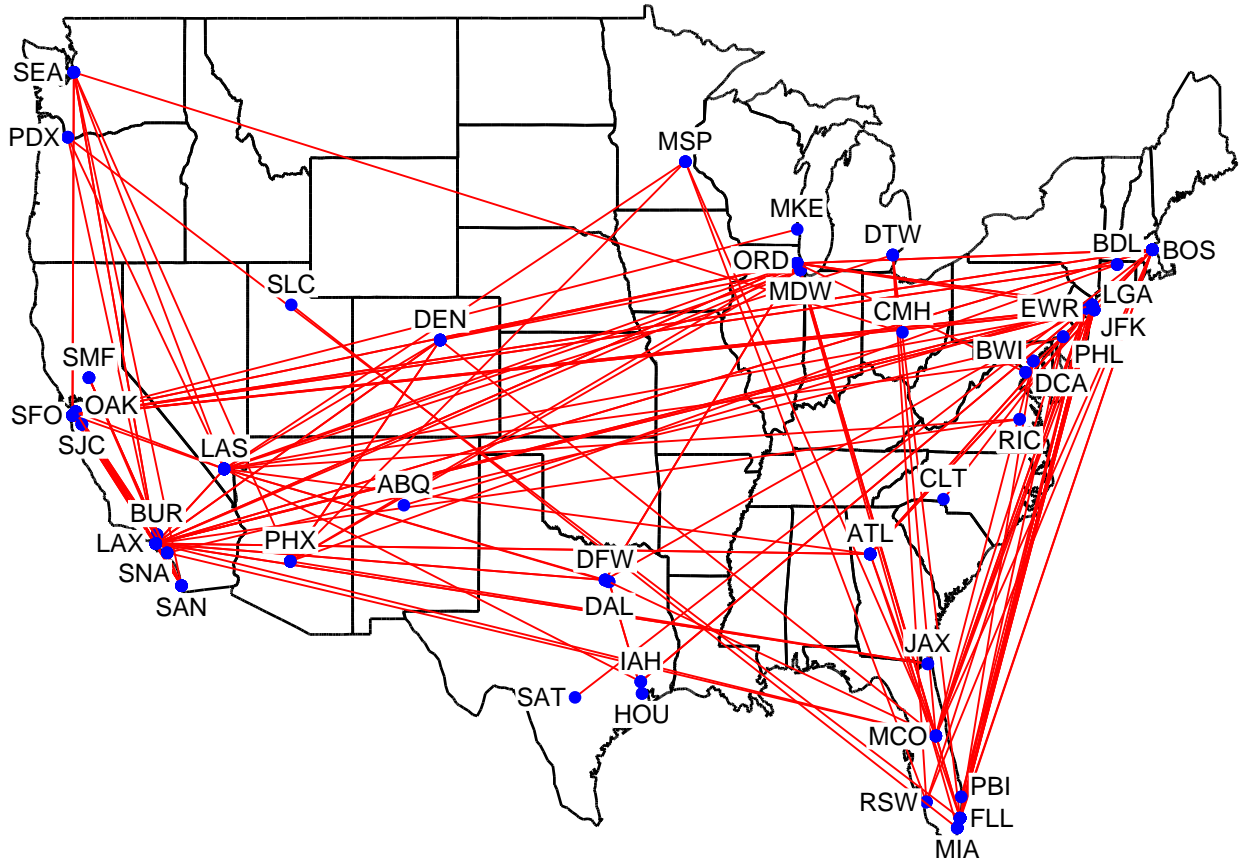 SEA
PDX
MSP
MKE
DTW
BDL
BOS
ORD
SLC
MDW
LGA
CMH
EWR
DEN
JFK
SMF
BWI
PHL
DCA
OAK
SFO
SJC
RIC
LAS
ABQ
CLT
BUR
LAX
PHX
ATL
SNA
DFW
SAN
DAL
JAX
IAH
SAT
HOU
MCO
PBI
RSW
FLL
MIA